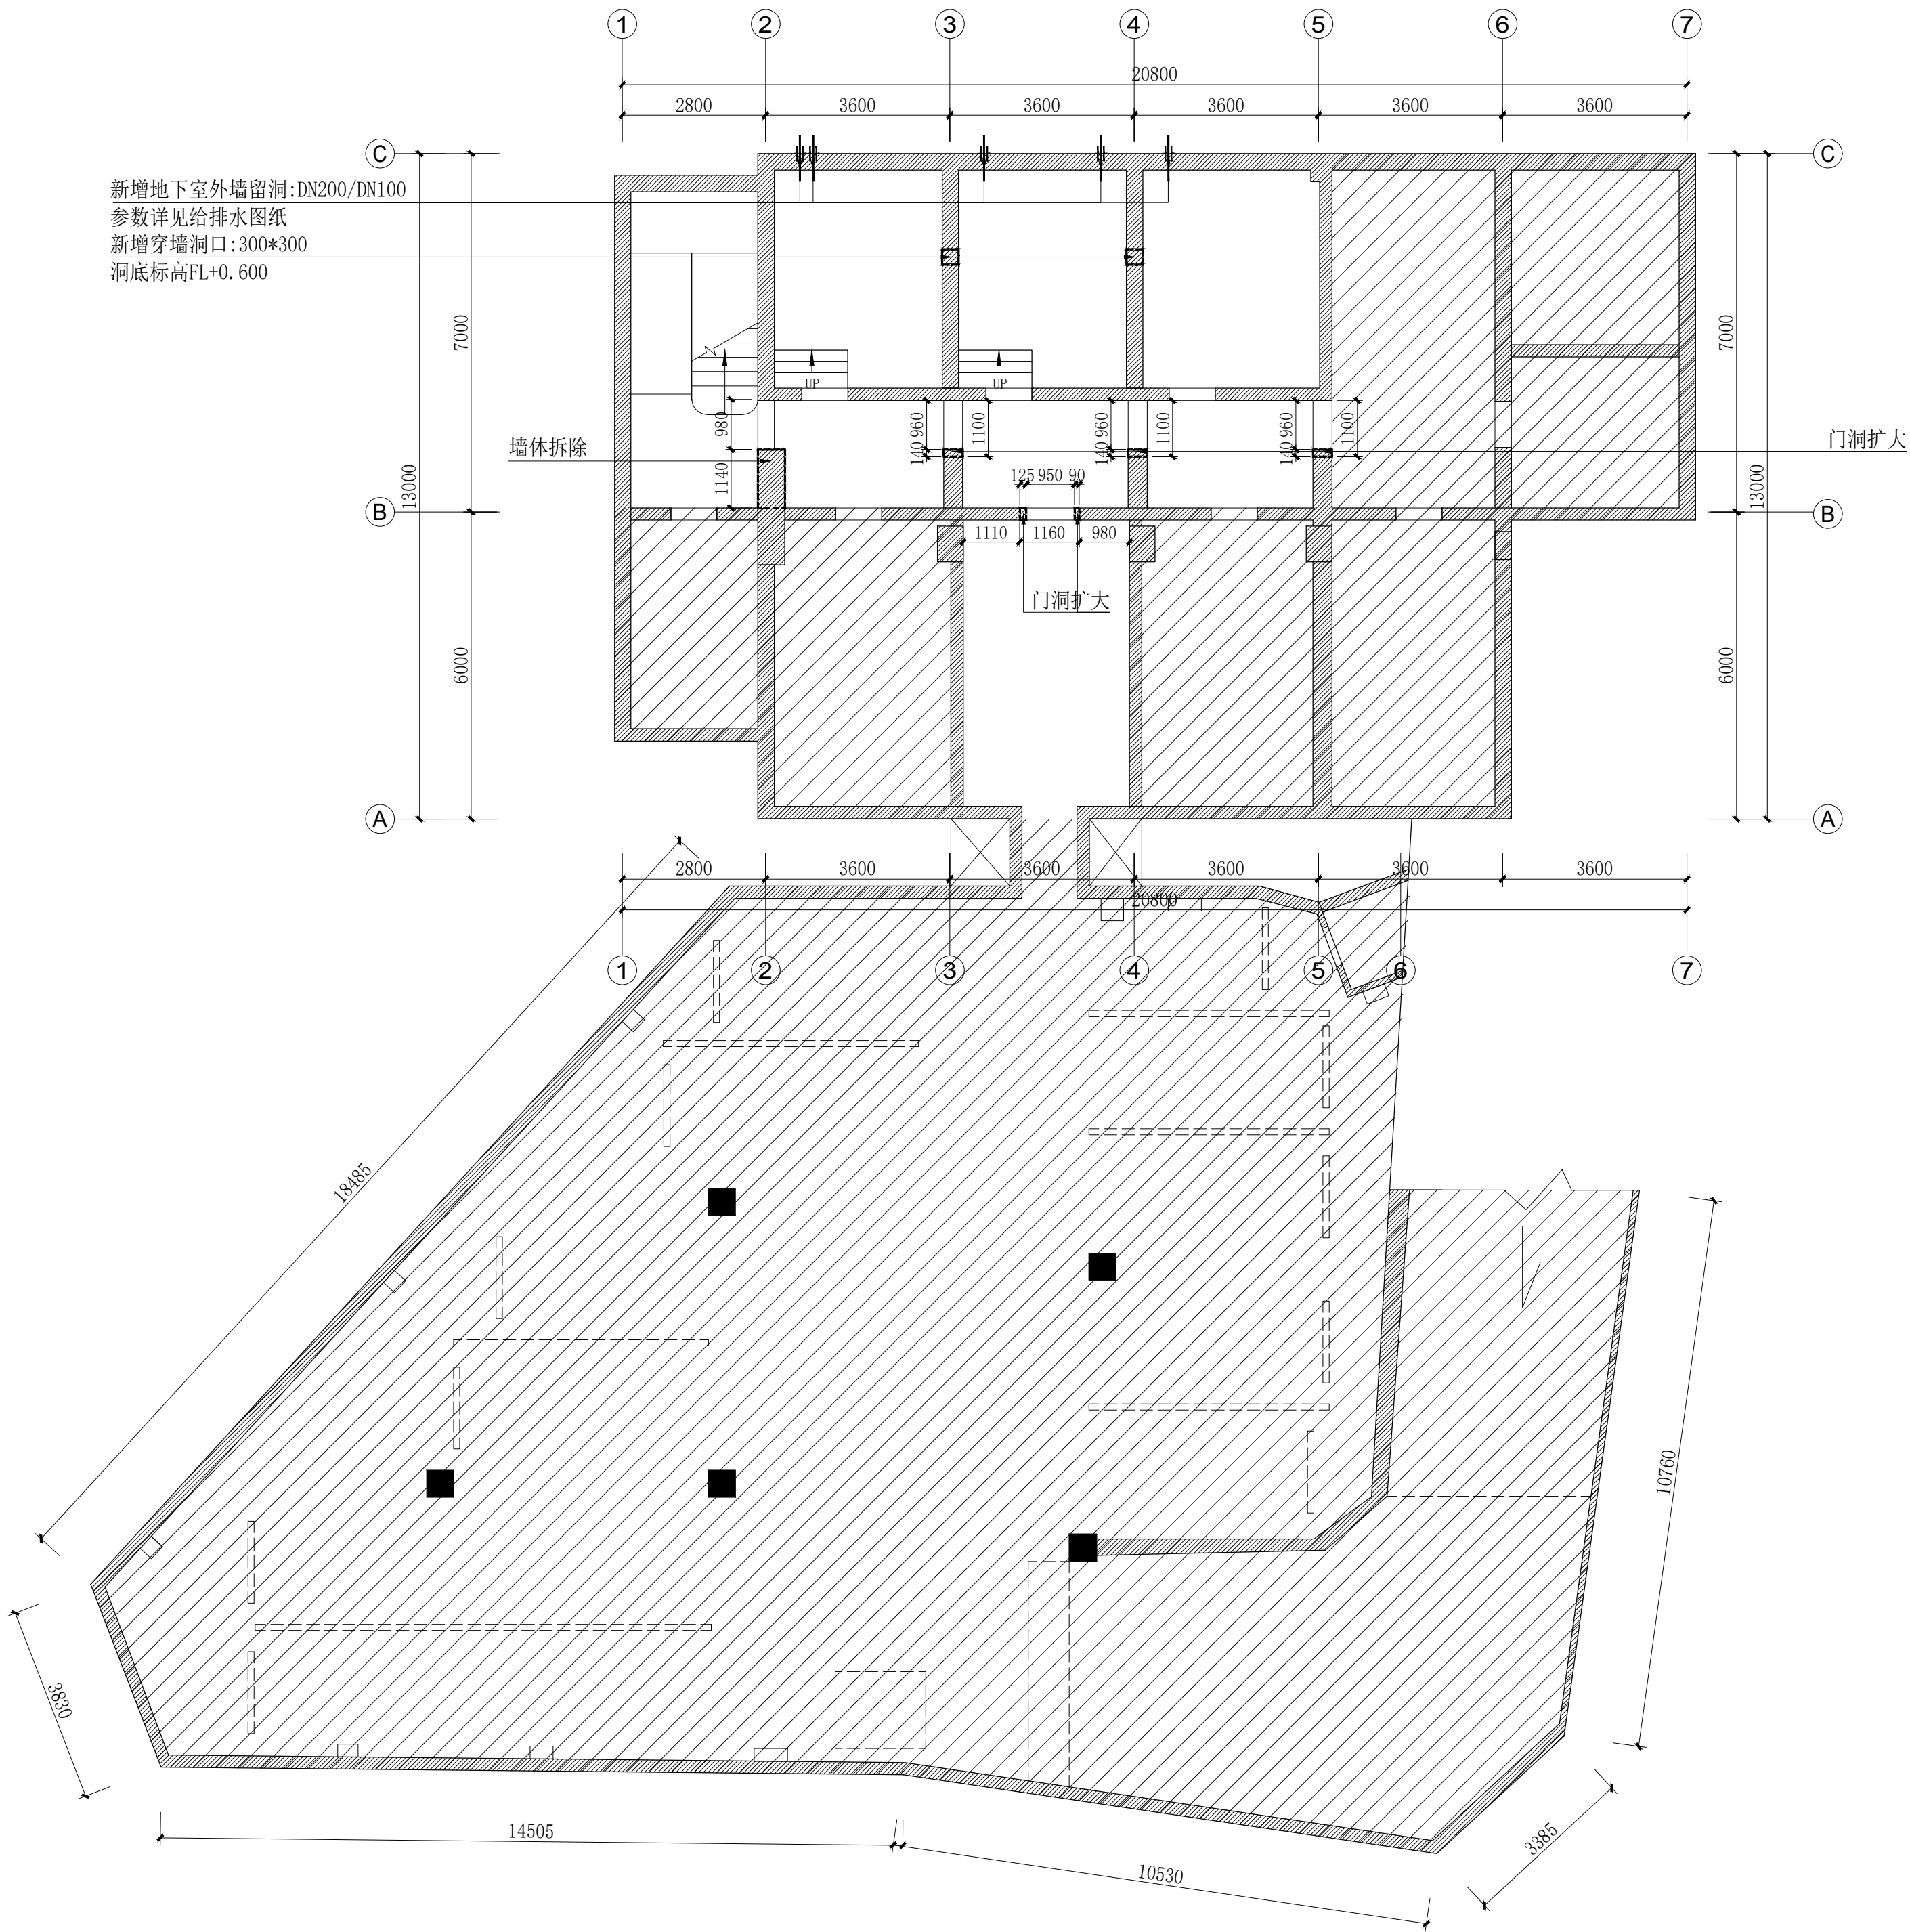 1 2 3 4 5 6 7
20800
2800 3600 3600 3600 3600 3600
C C
新增地下室外墙留洞:DN200/DN100
参数详见给排水图纸
新增穿墙洞口:300*300
洞底标高FL+0.600
7000 7000
UP UP
980 960 1100 960 1100 960 1100
墙体拆除
门洞扩大
140 140 140
1140
125 950 90
13000 13000
B B
1110 1160 980
门洞扩大
6000 6000
A A
2800 3600 3600 3600 3600 3600
20800
1 2 3 4 5 6 7
18485
10760
3830
14505
10530
3385